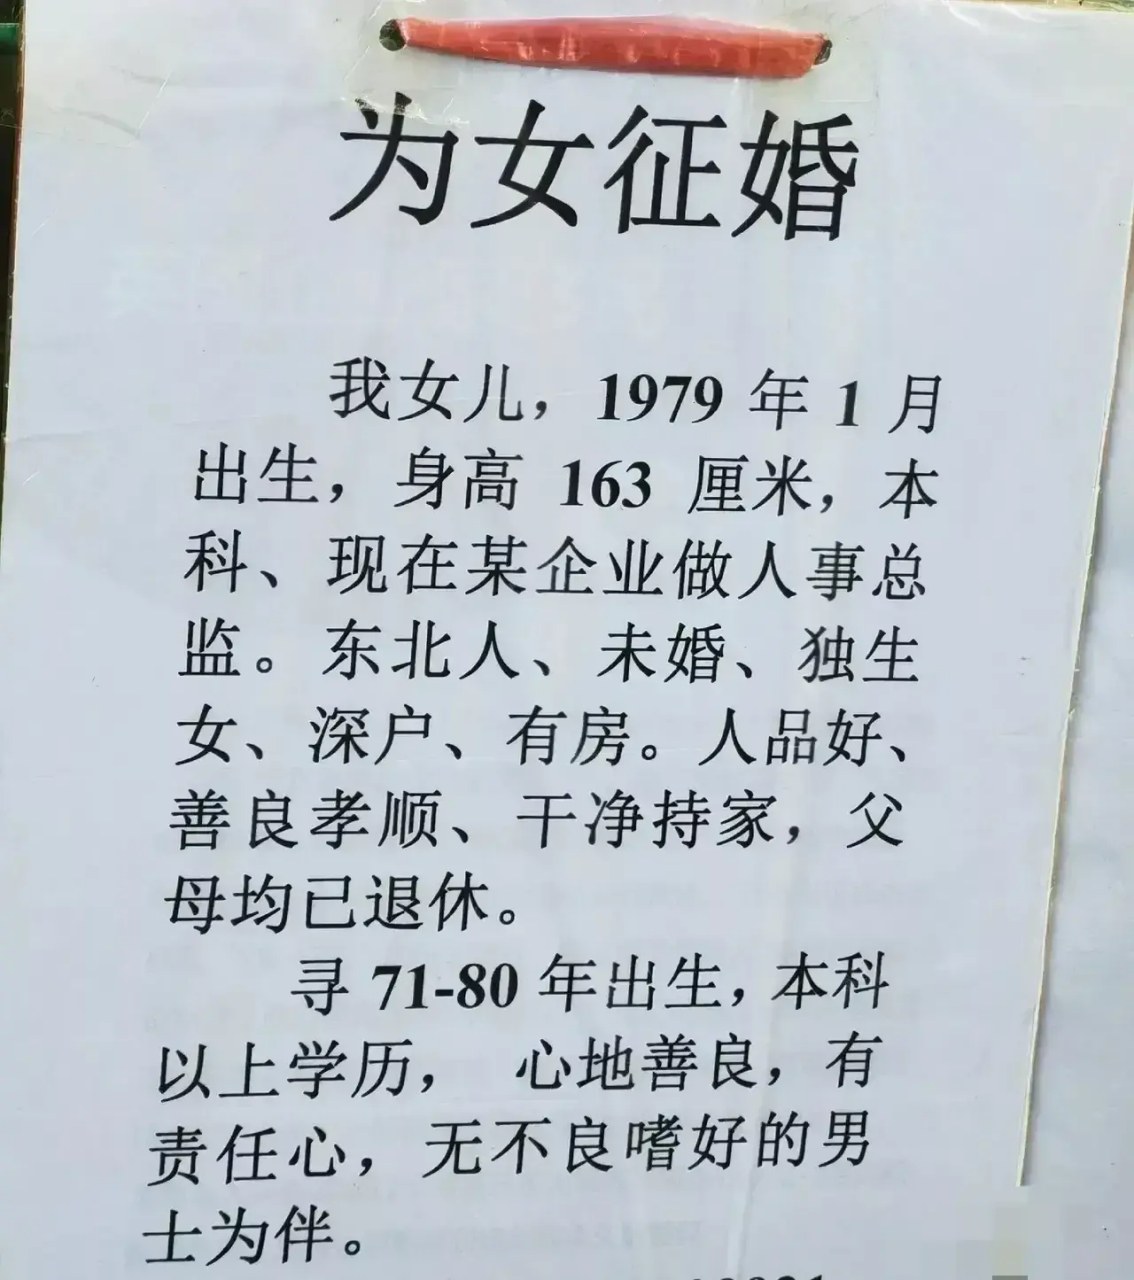 为女征婚
我女儿，1979 年 1 月
出生，身高 163 厘米，本
科、现在某企业做人事总
监。东北人、未婚、独生
女、深户、有房。人品好、
善良孝顺、干净持家，父
母均已退休。
寻 71-80 年出生，本科
以上学历， 心地善良，有
责任心，无不良嗜好的男
士为伴。